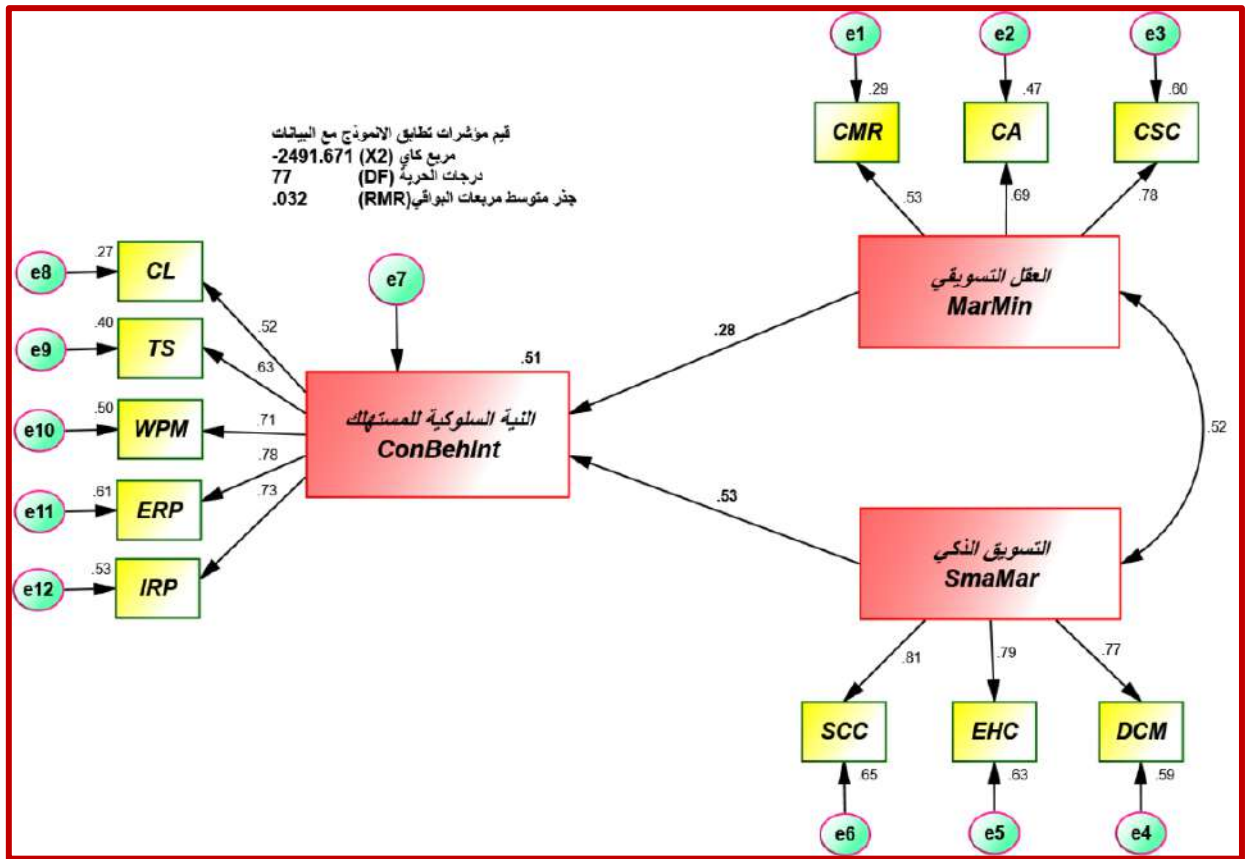 e1 e2 e3
.29 .47 .60
CMR CA CSC
.53 .69 .78
قيم مؤشرات تطابق الانموذج مع البيانات
مربع كاي (X2) 2491.671-
درجات الحرية (DF) 77
جذر متوسط مربعات البواقي(RMR) .032
العقل التسويقي
MarMin
e7
e8 .27 CL
.52
e9 .40 TS
.63
e10 .50 WPM
.71
e11 .61 ERP
.78
e12 .53 IRP
.73
.51
النية السلوكية للمستهلك
ConBehInt
.28
.53
.52
التسويق الذكي
SmaMar
.81 .79 .77
SCC EHC DCM
.65 .63 .59
e6 e5 e4